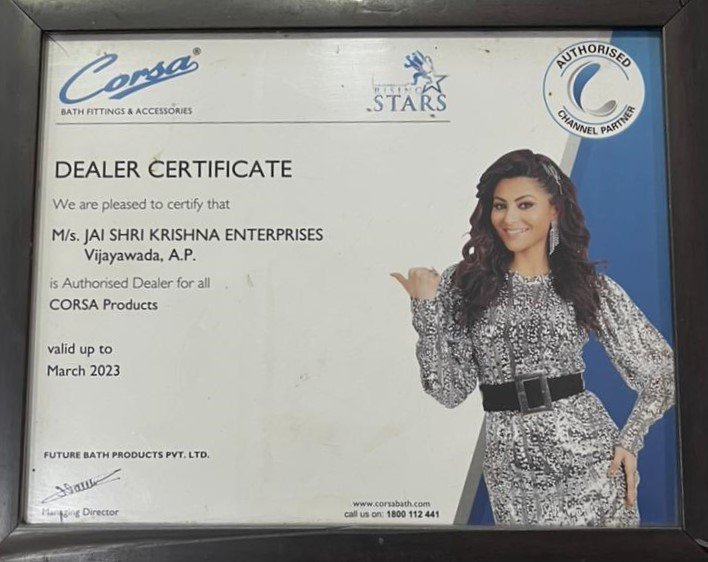 Corsa®
BATH FITTINGS & ACCESSORIES
RISING
STARS
AUTHORISED
CHANNEL PARTNER
DEALER CERTIFICATE
We are pleased to certify that
M/s. JAI SHRI KRISHNA ENTERPRISES
Vijayawada, A.P.
is Authorised Dealer for all
CORSA Products
valid up to
March 2023
FUTURE BATH PRODUCTS PVT. LTD.
Managing Director
www.corsabath.com
call us on: 1800 112 441